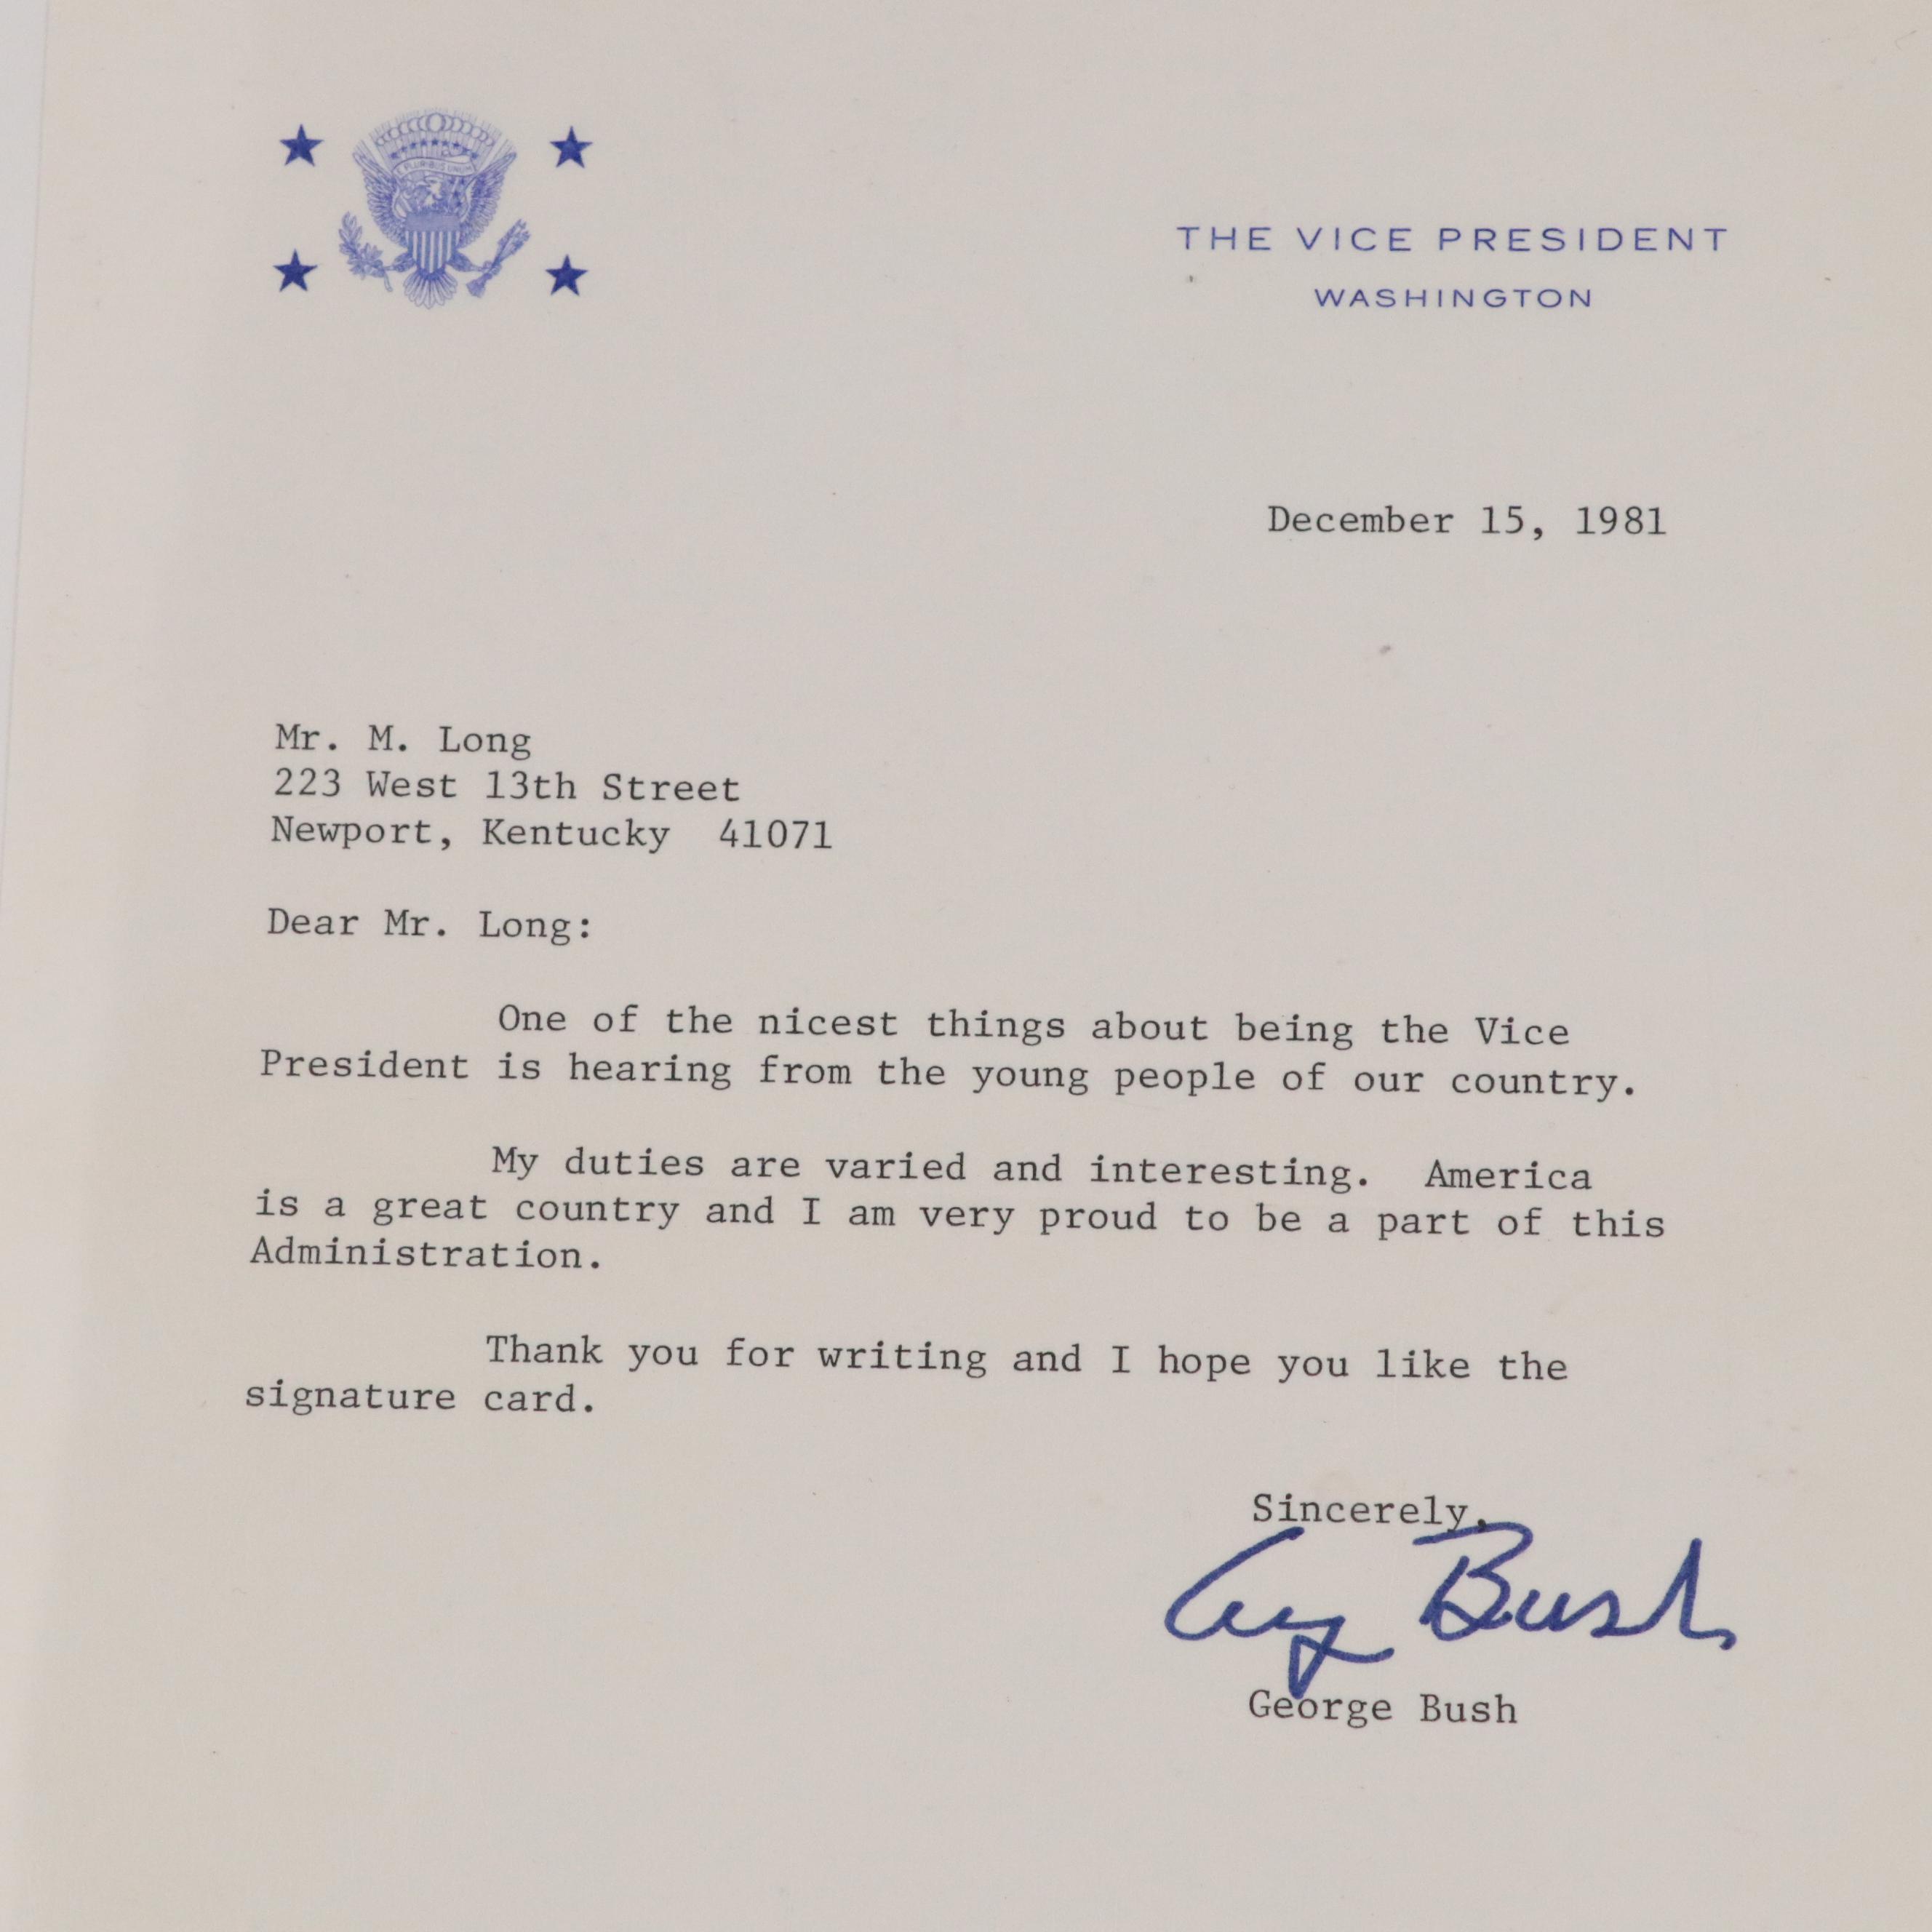 THE VICE PRESIDENT
WASHINGTON
December 15, 1981
Mr. M. Long
223 West 13th Street
Newport, Kentucky  41071
Dear Mr. Long:
One of the nicest things about being the Vice
President is hearing from the young people of our country.
My duties are varied and interesting.  America
is a great country and I am very proud to be a part of this
Administration.
Thank you for writing and I hope you like the
signature card.
Sincerely,
Bush
George Bush